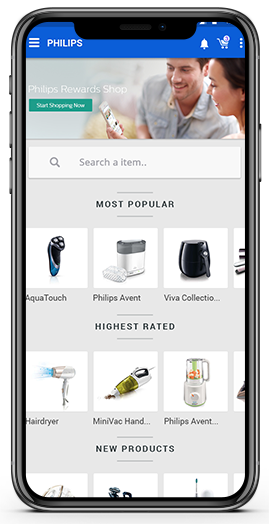 PHILIPS
3
Philips Rewards Shop
Start Shopping Now
Search a item..
MOST POPULAR
AquaTouch Philips Avent Viva Collectio...
HIGHEST RATED
Hairdryer MiniVac Hand... Philips Avent...
NEW PRODUCTS